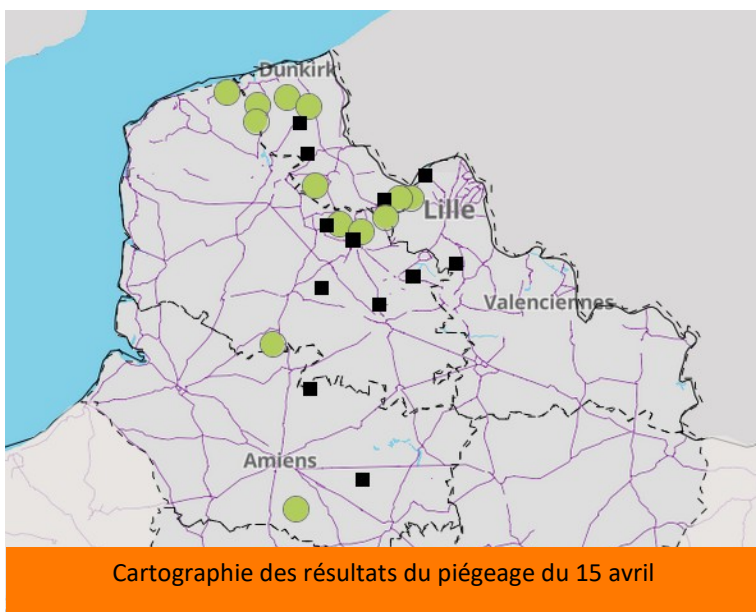 Dunkirk
Lille
Valenciennes
Amiens
Cartographie des résultats du piégeage du 15 avril